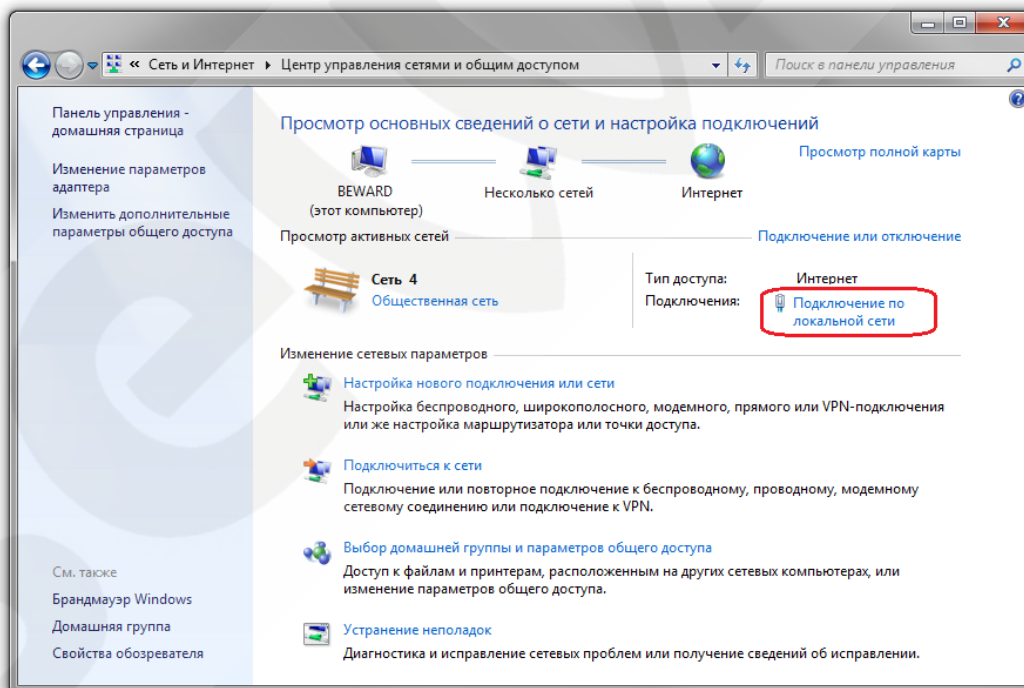 « Сеть и Интернет ▸ Центр управления сетями и общим доступом
Поиск в панели управления
Панель управления -
домашняя страница
Изменение параметров
адаптера
Изменить дополнительные
параметры общего доступа
См. также
Брандмауэр Windows
Домашняя группа
Свойства обозревателя
Просмотр основных сведений о сети и настройка подключений
Просмотр полной карты
BEWARD
(этот компьютер)
Несколько сетей
Интернет
Просмотр активных сетей
Подключение или отключение
Сеть 4
Общественная сеть
Тип доступа: Интернет
Подключения: Подключение по
локальной сети
Изменение сетевых параметров
Настройка нового подключения или сети
Настройка беспроводного, широкополосного, модемного, прямого или VPN-подключения
или же настройка маршрутизатора или точки доступа.
Подключиться к сети
Подключение или повторное подключение к беспроводному, проводному, модемному
сетевому соединению или подключение к VPN.
Выбор домашней группы и параметров общего доступа
Доступ к файлам и принтерам, расположенным на других сетевых компьютерах, или
изменение параметров общего доступа.
Устранение неполадок
Диагностика и исправление сетевых проблем или получение сведений об исправлении.